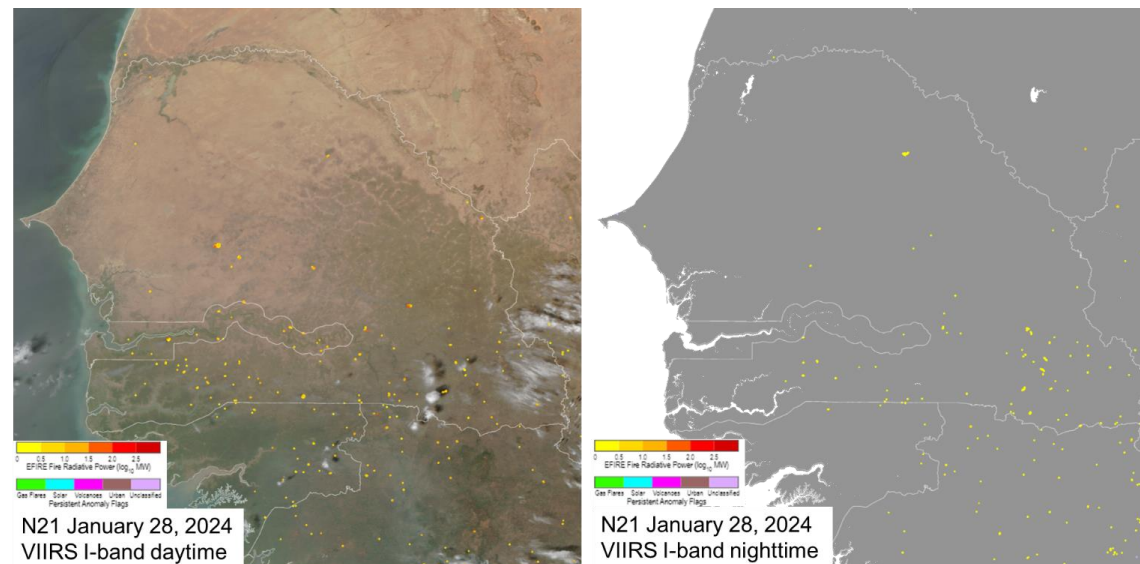 0 0.5 1.0 1.5 2.0 2.5
EFIRE Fire Radiative Power (log10 MW)
Gas Flares Solar Volcanoes Urban Unclassified
Persistent Anomaly Flags
N21 January 28, 2024
VIIRS I-band daytime
0 0.5 1.0 1.5 2.0 2.5
EFIRE Fire Radiative Power (log10 MW)
Gas Flares Solar Volcanoes Urban Unclassified
Persistent Anomaly Flags
N21 January 28, 2024
VIIRS I-band nighttime